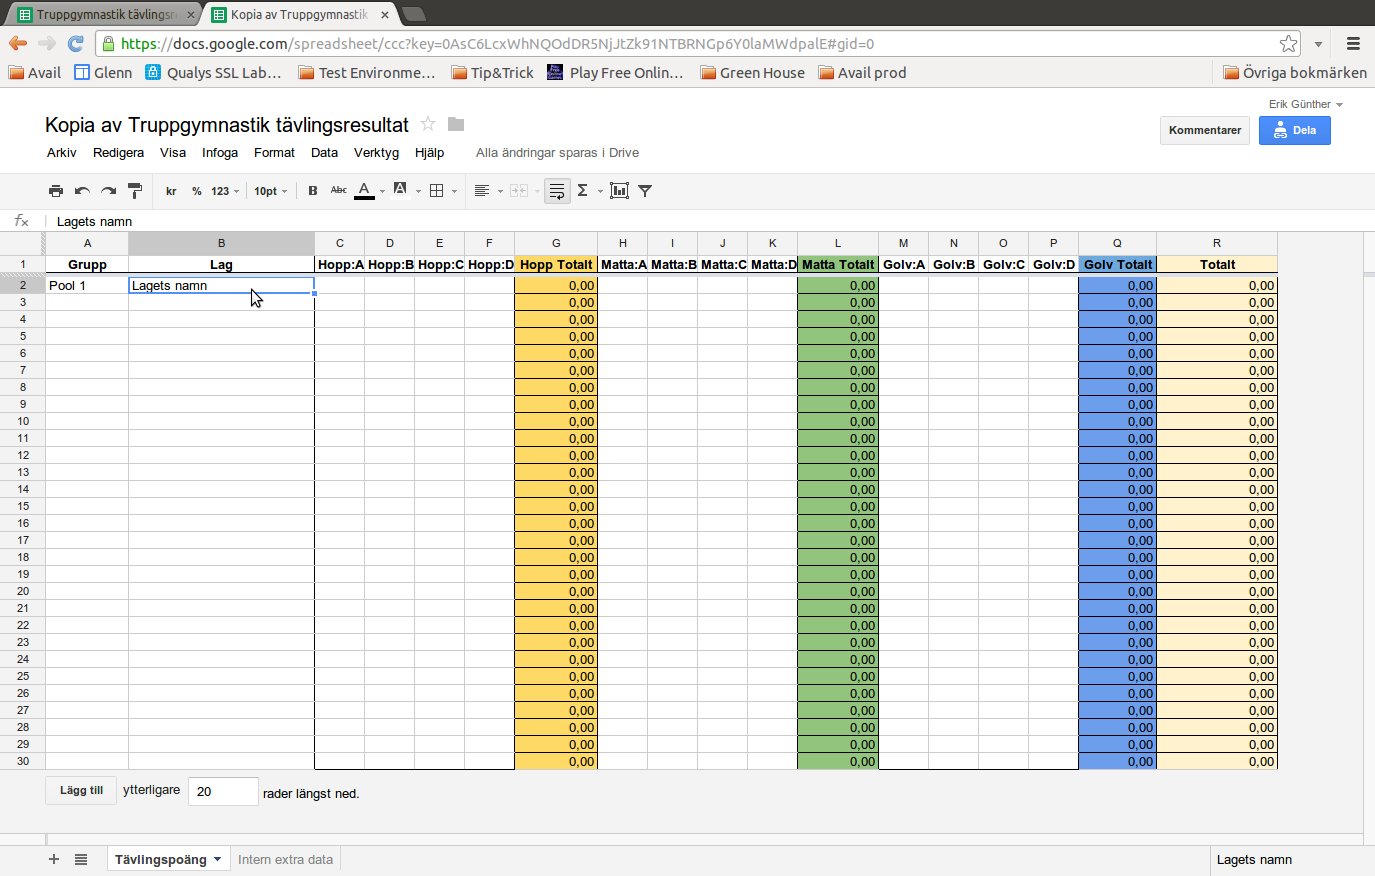 Truppgymnastik tävlingsr
Kopia av Truppgymnastik
https://docs.google.com/spreadsheet/ccc?key=0AsC6LcxWhNQOdDR5NjJtZk91NTBRNGp6Y0laMWdpalE#gid=0
Avail Glenn Qualys SSL Lab... Test Environme... Tip&Trick Play Free Onlin... Green House Avail prod Övriga bokmärken
Erik Günther
Kopia av Truppgymnastik tävlingsresultat
Kommentarer Dela
Arkiv Redigera Visa Infoga Format Data Verktyg Hjälp Alla ändringar sparas i Drive
kr % 123 10pt B Abc A A Σ
fx Lagets namn
A B C D E F G H I J K L M N O P Q R
1 Grupp Lag Hopp:A Hopp:B Hopp:C Hopp:D Hopp Totalt Matta:A Matta:B Matta:C Matta:D Matta Totalt Golv:A Golv:B Golv:C Golv:D Golv Totalt Totalt
2 Pool 1 Lagets namn 0,00 0,00 0,00 0,00
3 0,00 0,00 0,00 0,00
4 0,00 0,00 0,00 0,00
5 0,00 0,00 0,00 0,00
6 0,00 0,00 0,00 0,00
7 0,00 0,00 0,00 0,00
8 0,00 0,00 0,00 0,00
9 0,00 0,00 0,00 0,00
10 0,00 0,00 0,00 0,00
11 0,00 0,00 0,00 0,00
12 0,00 0,00 0,00 0,00
13 0,00 0,00 0,00 0,00
14 0,00 0,00 0,00 0,00
15 0,00 0,00 0,00 0,00
16 0,00 0,00 0,00 0,00
17 0,00 0,00 0,00 0,00
18 0,00 0,00 0,00 0,00
19 0,00 0,00 0,00 0,00
20 0,00 0,00 0,00 0,00
21 0,00 0,00 0,00 0,00
22 0,00 0,00 0,00 0,00
23 0,00 0,00 0,00 0,00
24 0,00 0,00 0,00 0,00
25 0,00 0,00 0,00 0,00
26 0,00 0,00 0,00 0,00
27 0,00 0,00 0,00 0,00
28 0,00 0,00 0,00 0,00
29 0,00 0,00 0,00 0,00
30 0,00 0,00 0,00 0,00
Lägg till ytterligare 20 rader längst ned.
Tävlingspoäng Intern extra data Lagets namn